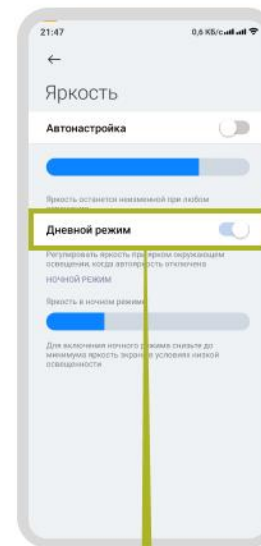 21:47 0,6 КБ/с
Яркость
Автонастройка
Яркость останется неизменной при любом
Дневной режим
Регулировать яркость при ярком окружающем
освещении, когда автояркость отключена
НОЧНОЙ РЕЖИМ
Яркость в ночном режиме
Для включения ночного режима снизьте до
минимума яркость экрана в условиях низкой
освещенности